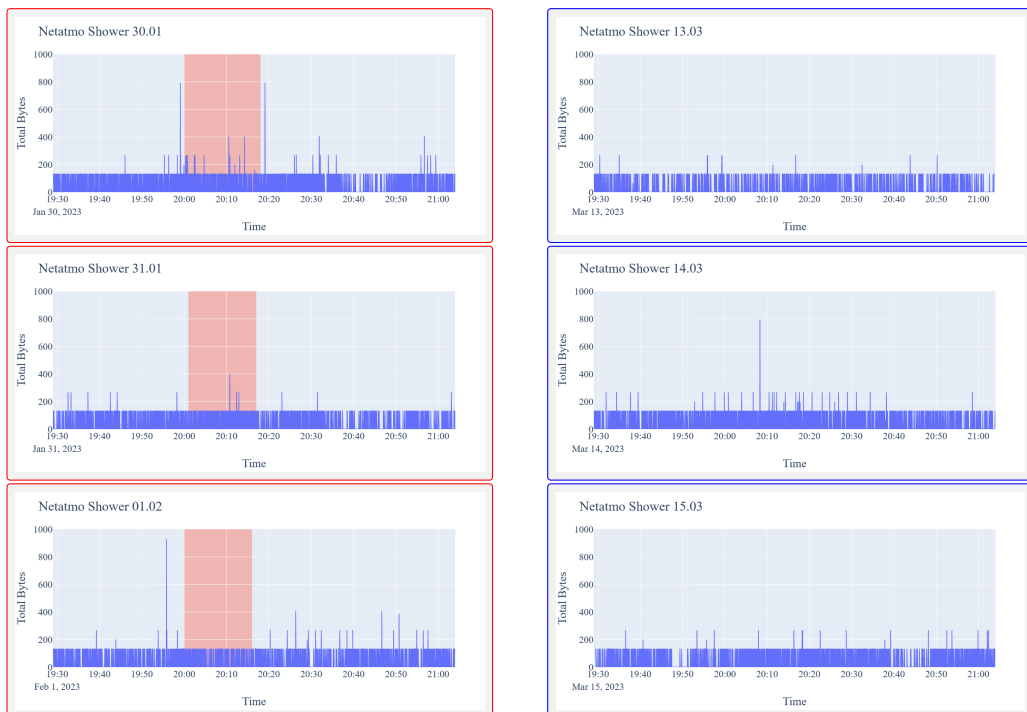 Netatmo Shower 30.01
1000
800
600
400
200
0
Total Bytes
19:30 19:40 19:50 20:00 20:10 20:20 20:30 20:40 20:50 21:00
Jan 30, 2023
Time
Netatmo Shower 13.03
1000
800
600
400
200
0
Total Bytes
19:30 19:40 19:50 20:00 20:10 20:20 20:30 20:40 20:50 21:00
Mar 13, 2023
Time
Netatmo Shower 31.01
1000
800
600
400
200
0
Total Bytes
19:30 19:40 19:50 20:00 20:10 20:20 20:30 20:40 20:50 21:00
Jan 31, 2023
Time
Netatmo Shower 14.03
1000
800
600
400
200
0
Total Bytes
19:30 19:40 19:50 20:00 20:10 20:20 20:30 20:40 20:50 21:00
Mar 14, 2023
Time
Netatmo Shower 01.02
1000
800
600
400
200
0
Total Bytes
19:30 19:40 19:50 20:00 20:10 20:20 20:30 20:40 20:50 21:00
Feb 1, 2023
Time
Netatmo Shower 15.03
1000
800
600
400
200
0
Total Bytes
19:30 19:40 19:50 20:00 20:10 20:20 20:30 20:40 20:50 21:00
Mar 15, 2023
Time